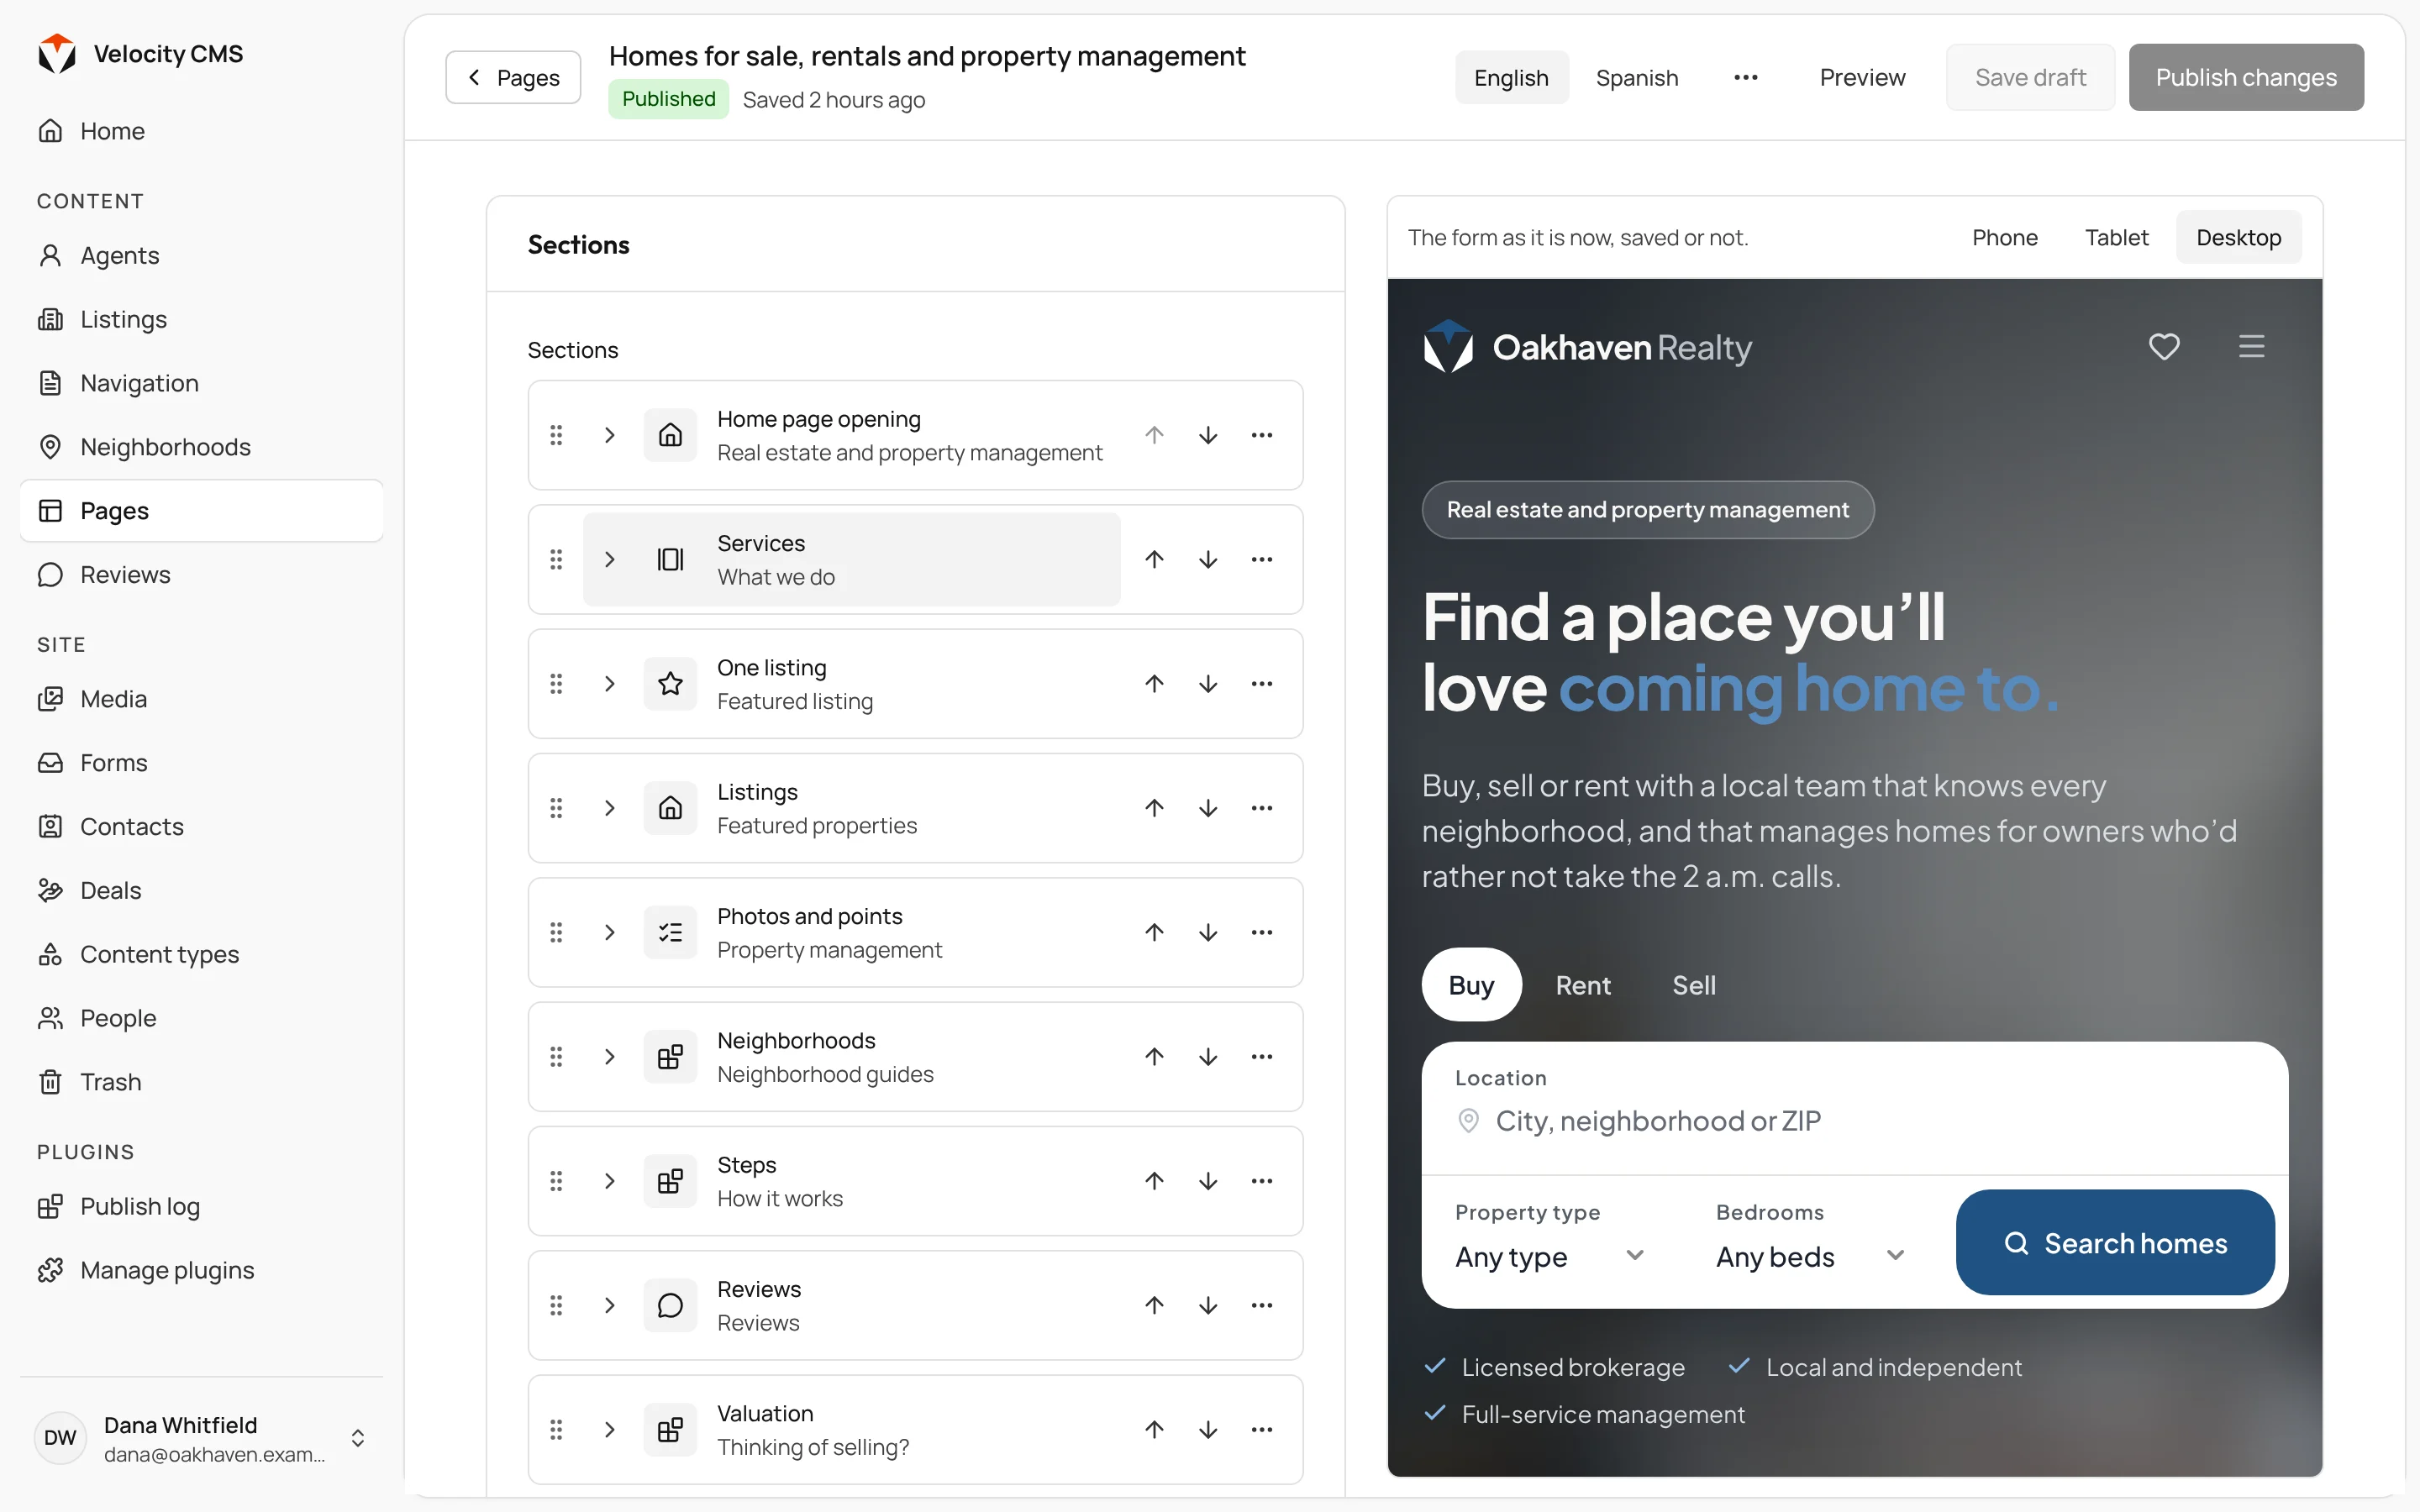 Velocity CMS
Home
CONTENT
Agents
Listings
Navigation
Neighborhoods
Pages
Reviews
SITE
Media
Forms
Contacts
Deals
Content types
People
Trash
PLUGINS
Publish log
Manage plugins
DW
Dana Whitfield
dana@oakhaven.exam...
Pages
Homes for sale, rentals and property management
Published Saved 2 hours ago
English Spanish Preview Save draft Publish changes
Sections
Sections
Home page opening
Real estate and property management
Services
What we do
One listing
Featured listing
Listings
Featured properties
Photos and points
Property management
Neighborhoods
Neighborhood guides
Steps
How it works
Reviews
Reviews
Valuation
Thinking of selling?
The form as it is now, saved or not.
Phone Tablet Desktop
Oakhaven Realty
Real estate and property management
Find a place you’ll
love coming home to.
Buy, sell or rent with a local team that knows every
neighborhood, and that manages homes for owners who’d
rather not take the 2 a.m. calls.
Buy Rent Sell
Location
City, neighborhood or ZIP
Property type Bedrooms
Any type Any beds Search homes
Licensed brokerage Local and independent
Full-service management